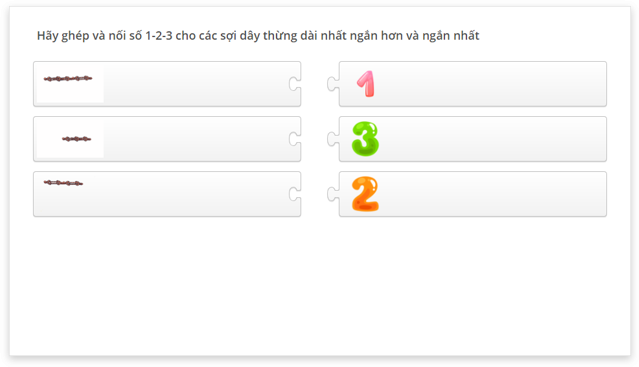 Hãy ghép và nối số 1-2-3 cho các sợi dây thừng dài nhất ngắn hơn và ngắn nhất
1
3
2